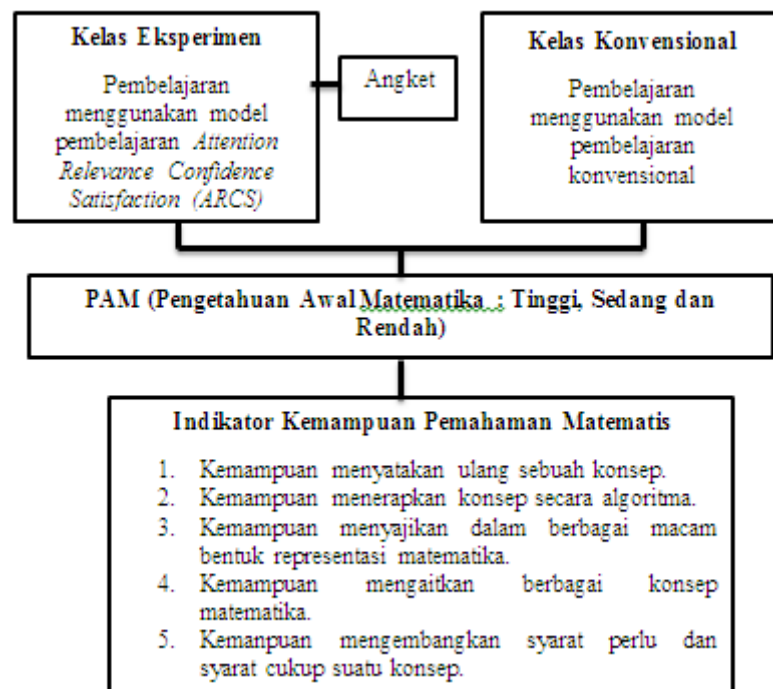 Kelas Eksperimen
Pembelajaran
menggunakan model
pembelajaran Attention
Relevance Confidence
Satisfaction (ARCS)
Angket
Kelas Konvensional
Pembelajaran
menggunakan model
pembelajaran
konvensional
PAM (Pengetahuan Awal Matematika : Tinggi, Sedang dan
Rendah)
Indikator Kemampuan Pemahaman Matematis
1. Kemampuan menyatakan ulang sebuah konsep.
2. Kemampuan menerapkan konsep secara algoritma.
3. Kemampuan menyajikan dalam berbagai macam
bentuk representasi matematika.
4. Kemampuan mengaitkan berbagai konsep
matematika.
5. Kemanpuan mengembangkan syarat perlu dan
syarat cukup suatu konsep.